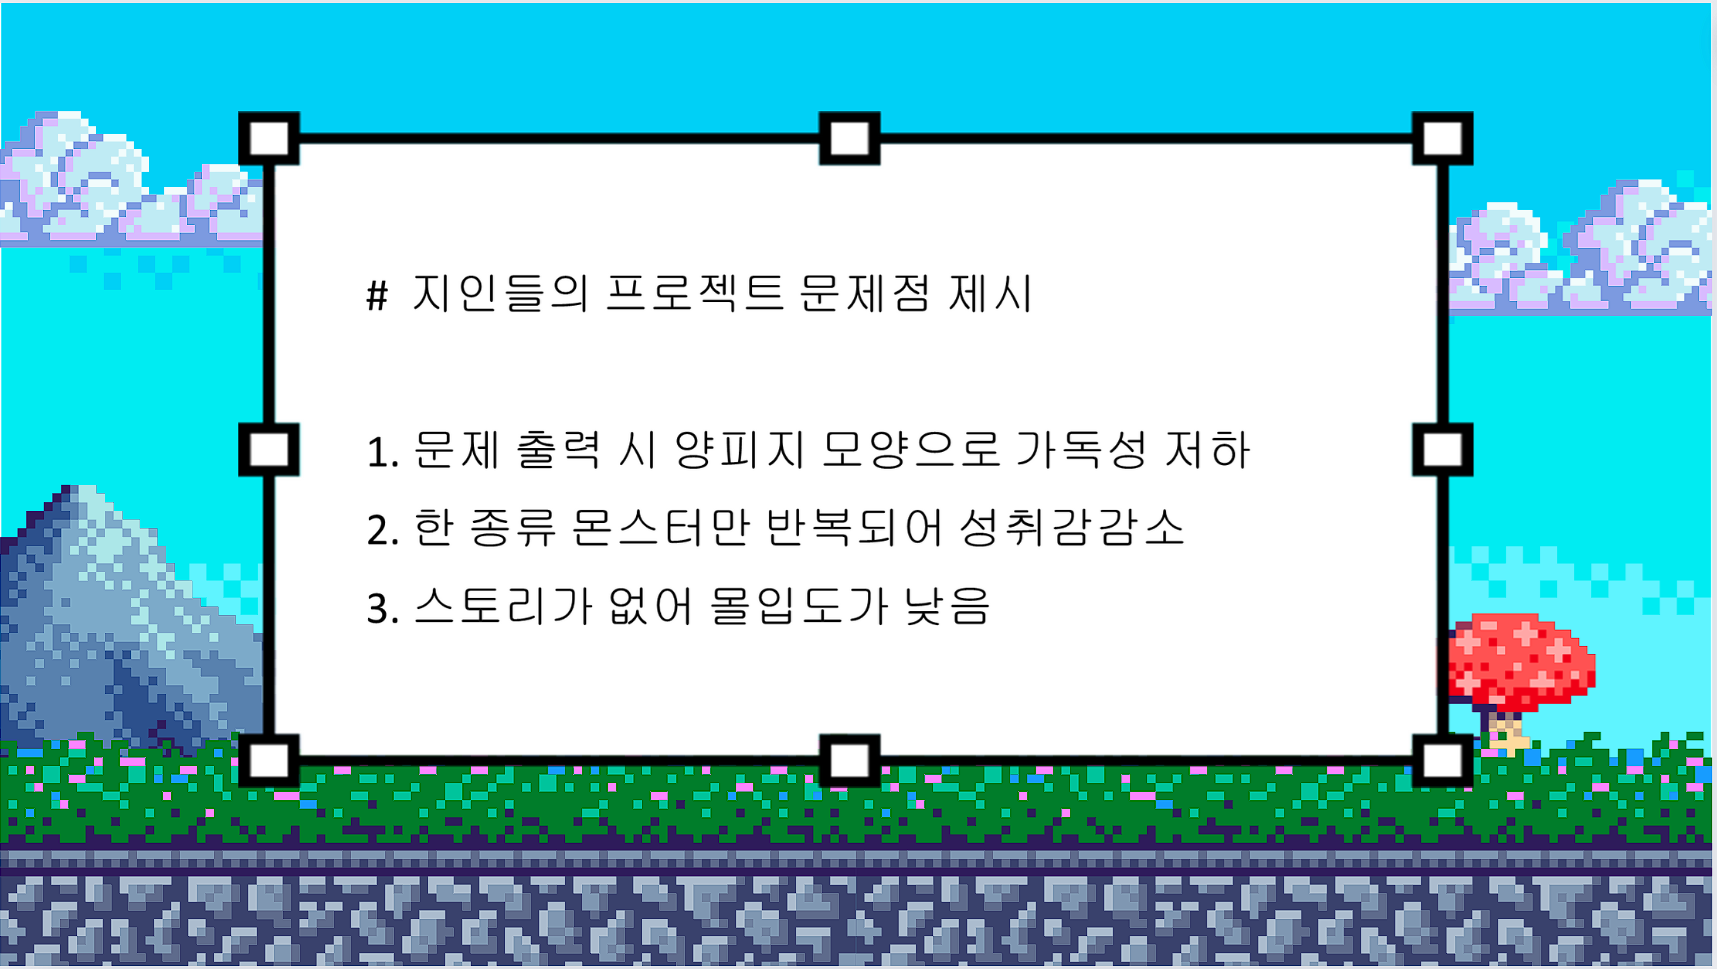 # 지인들의 프로젝트 문제점 제시
1. 문제 출력 시 양피지 모양으로 가독성 저하
2. 한 종류 몬스터만 반복되어 성취감감소
3. 스토리가 없어 몰입도가 낮음